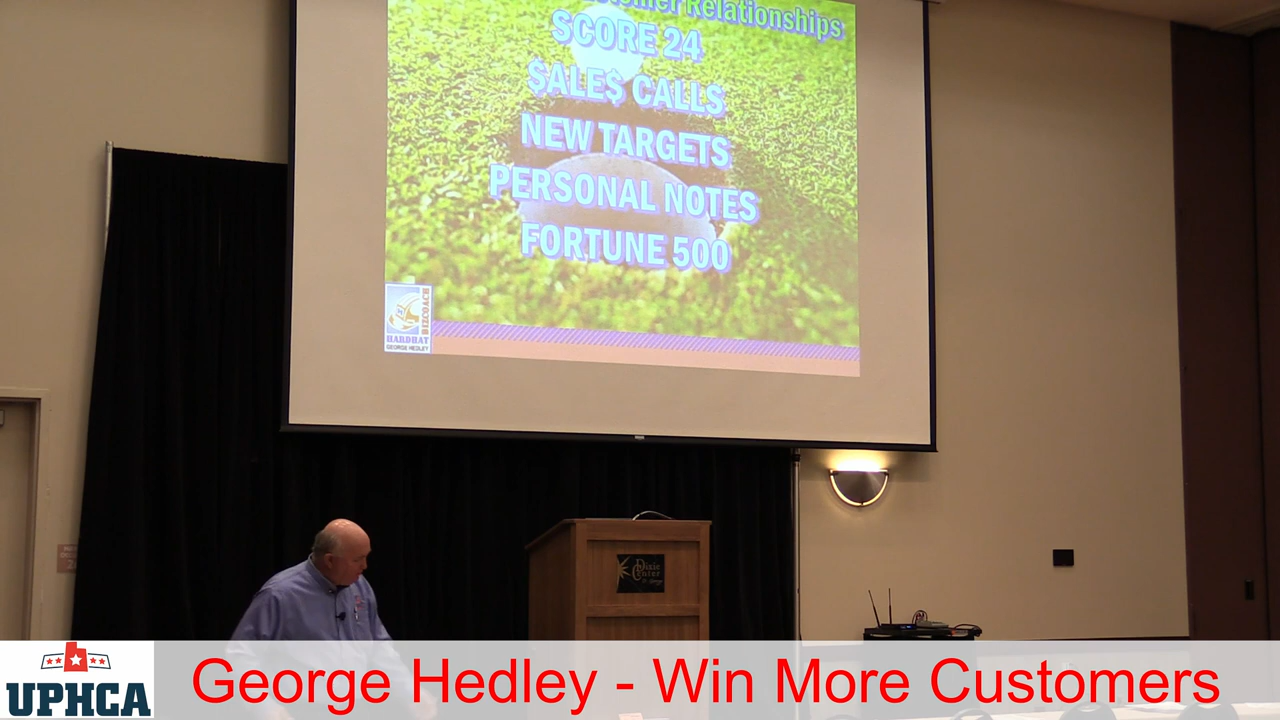 Relationships
SCORE 24
$ALE$ CALLS
NEW TARGETS
PERSONAL NOTES
FORTUNE 500
HARDHAT
BIZCOACH
GEORGE HEDLEY
Dixie
Center
UPHCA
George Hedley - Win More Customers